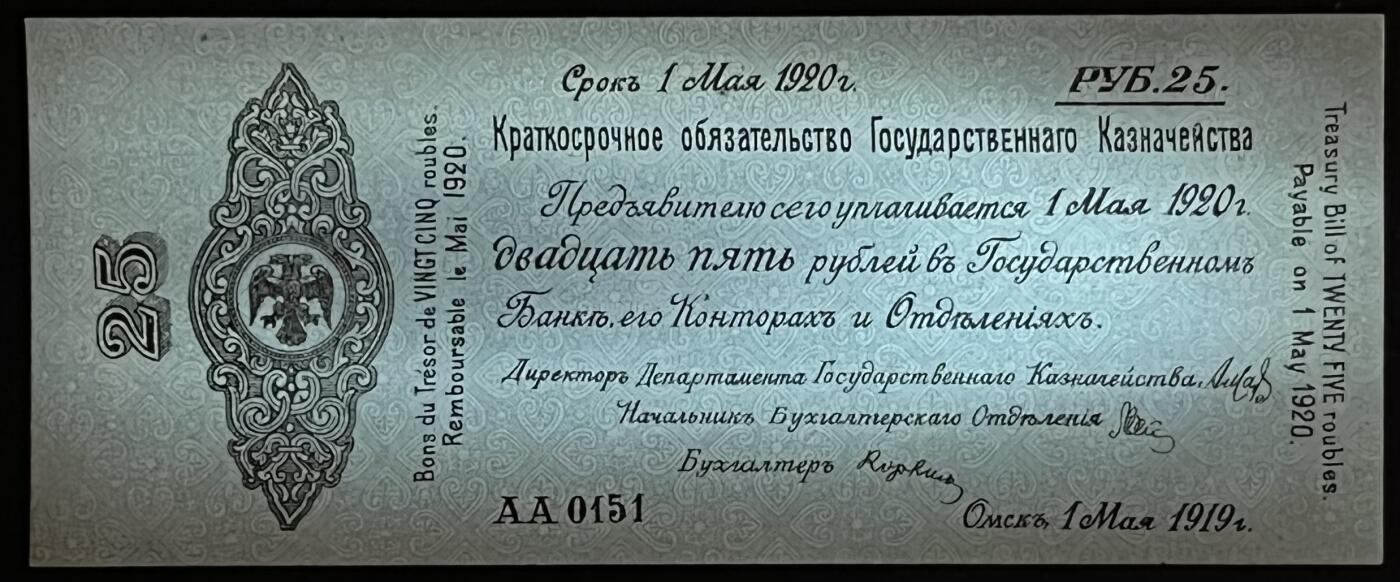 25
Bons du Trésor de VINGT CINQ roubles.
Remboursable le Mai 1920.
Срокъ 1 Мая 1920г.
РУБ.25.
Краткосрочное обязательство Государственнаго Казначейства
Предъявителю сего уплачивается 1 Мая 1920г.
двадцать пять рублей въ Государственномъ
Банкѣ, его Конторахъ и Отдѣленіяхъ.
Директоръ Департамента Государственнаго Казначейства,
Начальникъ Бухгалтерскаго Отдѣленія
Бухгалтеръ
АА 0151
Омскъ, 1 Мая 1919г.
Treasury Bill of TWENTY FIVE roubles.
Payable on 1 May 1920.